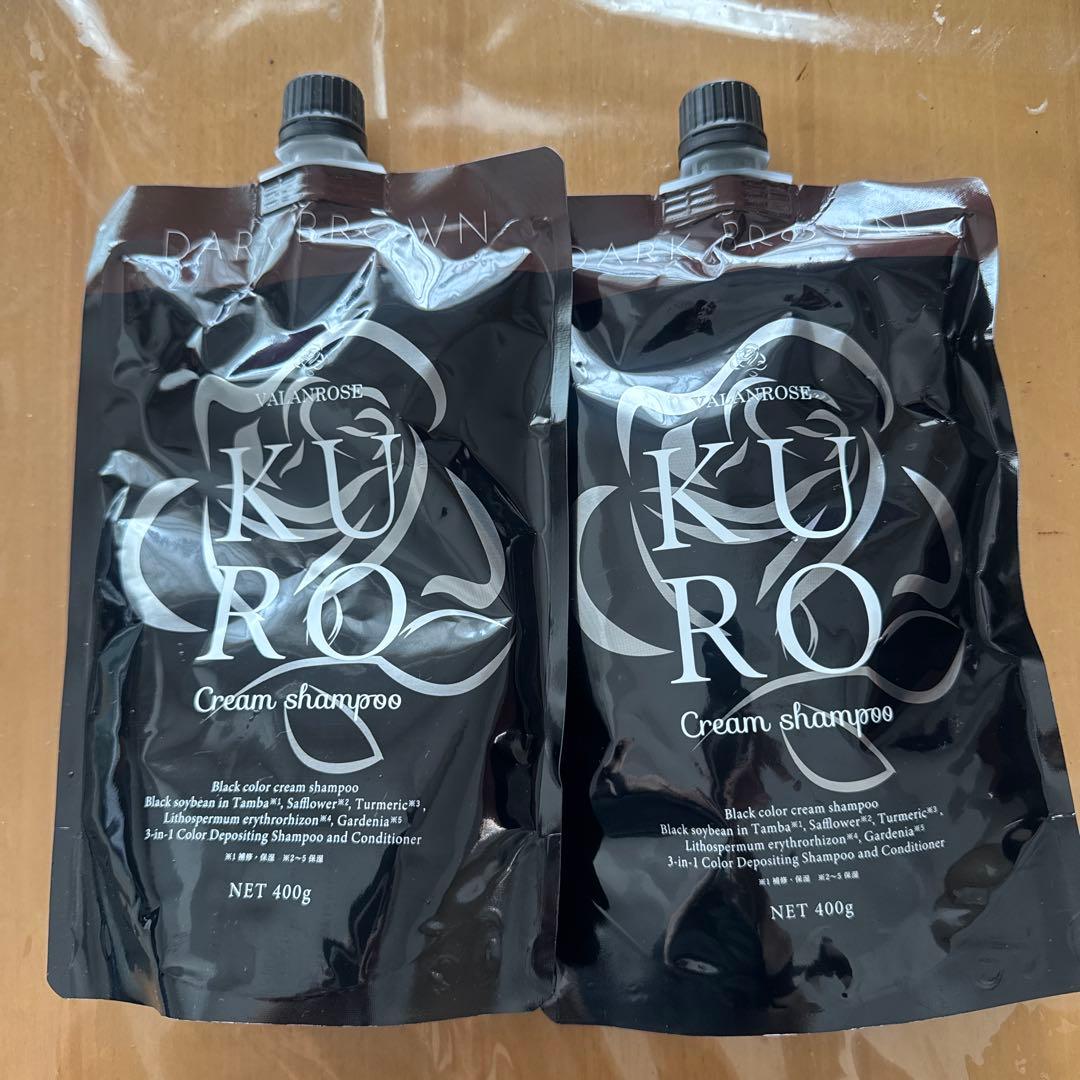 DARK BROWN
VALANROSE
KU
RO
Cream shampoo
Black color cream shampoo
Black soybean in Tamba※1, Safflower※2, Turmeric※3,
Lithospermum erythrorhizon※4, Gardenia※5
3-in-1 Color Depositing Shampoo and Conditioner
※1 補修・保湿 ※2～5 保湿
NET 400g
DARK BROWN
VALANROSE
KU
RO
Cream shampoo
Black color cream shampoo
Black soybean in Tamba※1, Safflower※2, Turmeric※3,
Lithospermum erythrorhizon※4, Gardenia※5
3-in-1 Color Depositing Shampoo and Conditioner
※1 補修・保湿 ※2～5 保湿
NET 400g